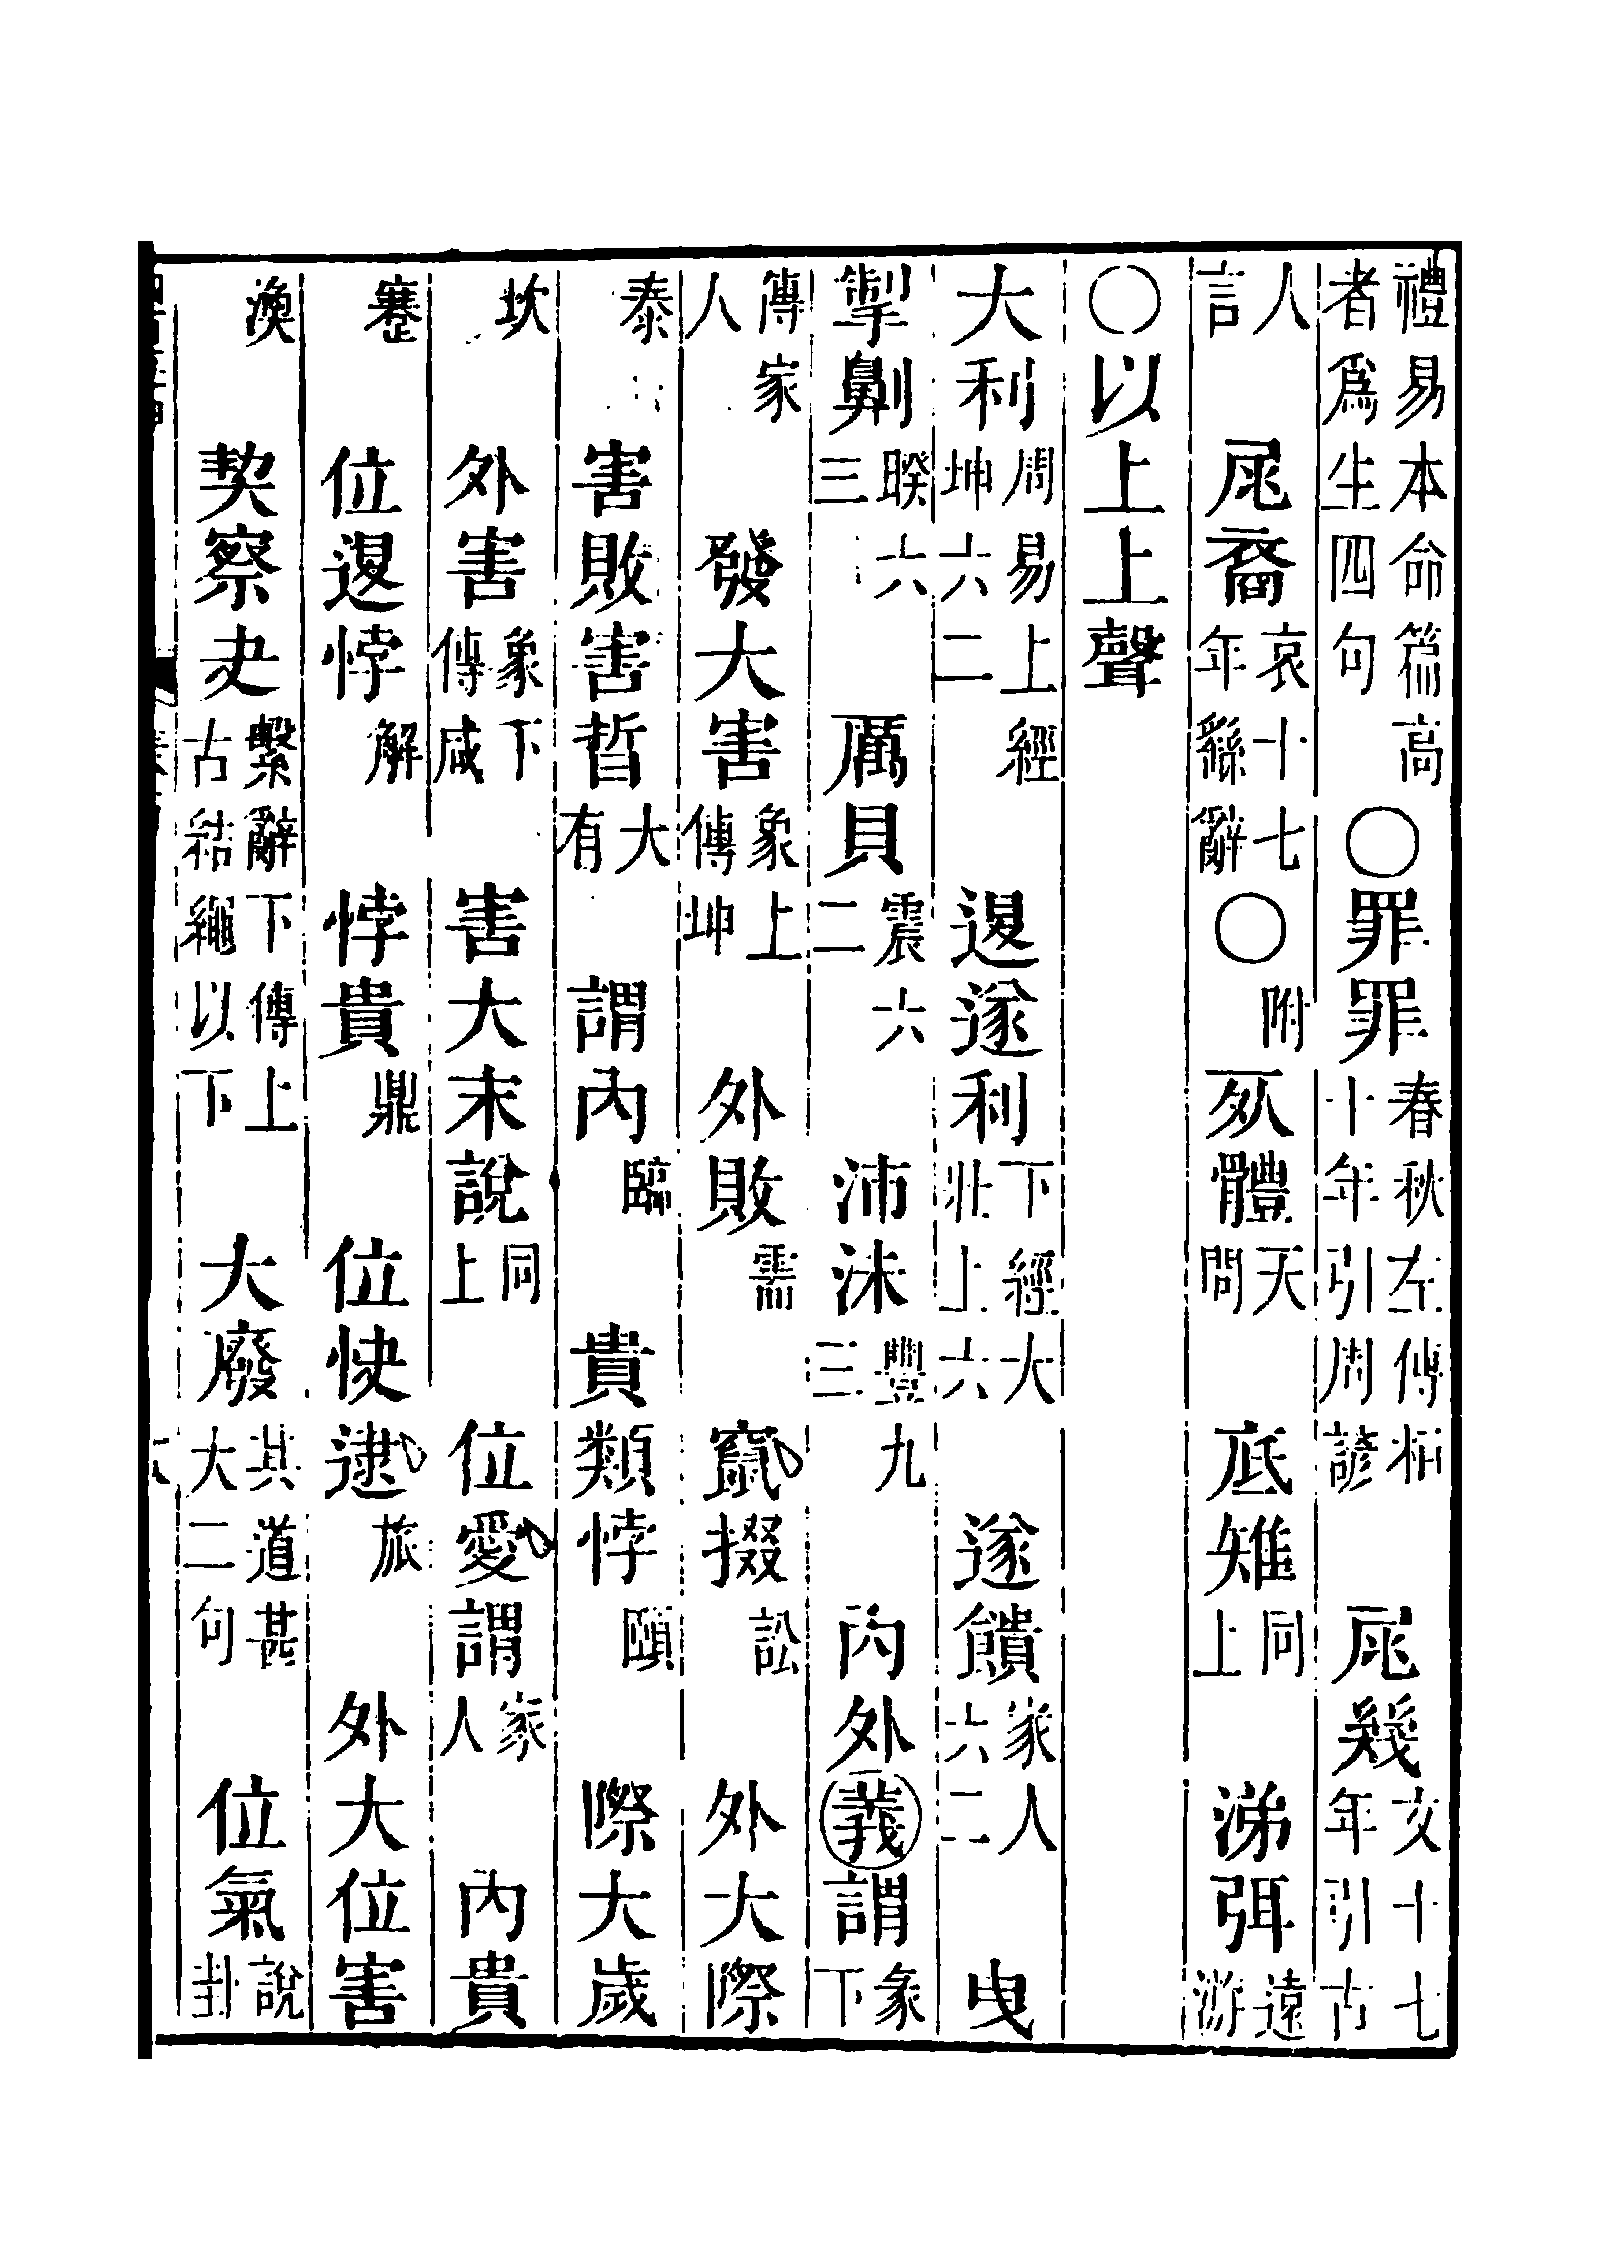 禮易本命篇高者爲生四句〇罪罪春秋左傳桓十年引周諺尾幾文十七年引古
人言尾裔哀十七年繇辭〇附死體天問底雉同上涕弭遠游
〇以上上聲
大利周易上經坤六二退遂利下經大壯上六遂饋家人六二曳
掣劓睽六三厲貝震六二沛沬豐九三內外義謂彖下
傳家人發大害象上傳坤外敗需竄掇訟外大際
泰害敗害晢大有謂內臨貴類悖頤際大歲
坎外害象下傳咸害大末說同上位愛謂家人內貴
蹇位退悖解悖貴鼎位快逮旅外大位害
渙契察夬繫辭下傳上古結繩以下大廢其道甚大二句位氣說卦